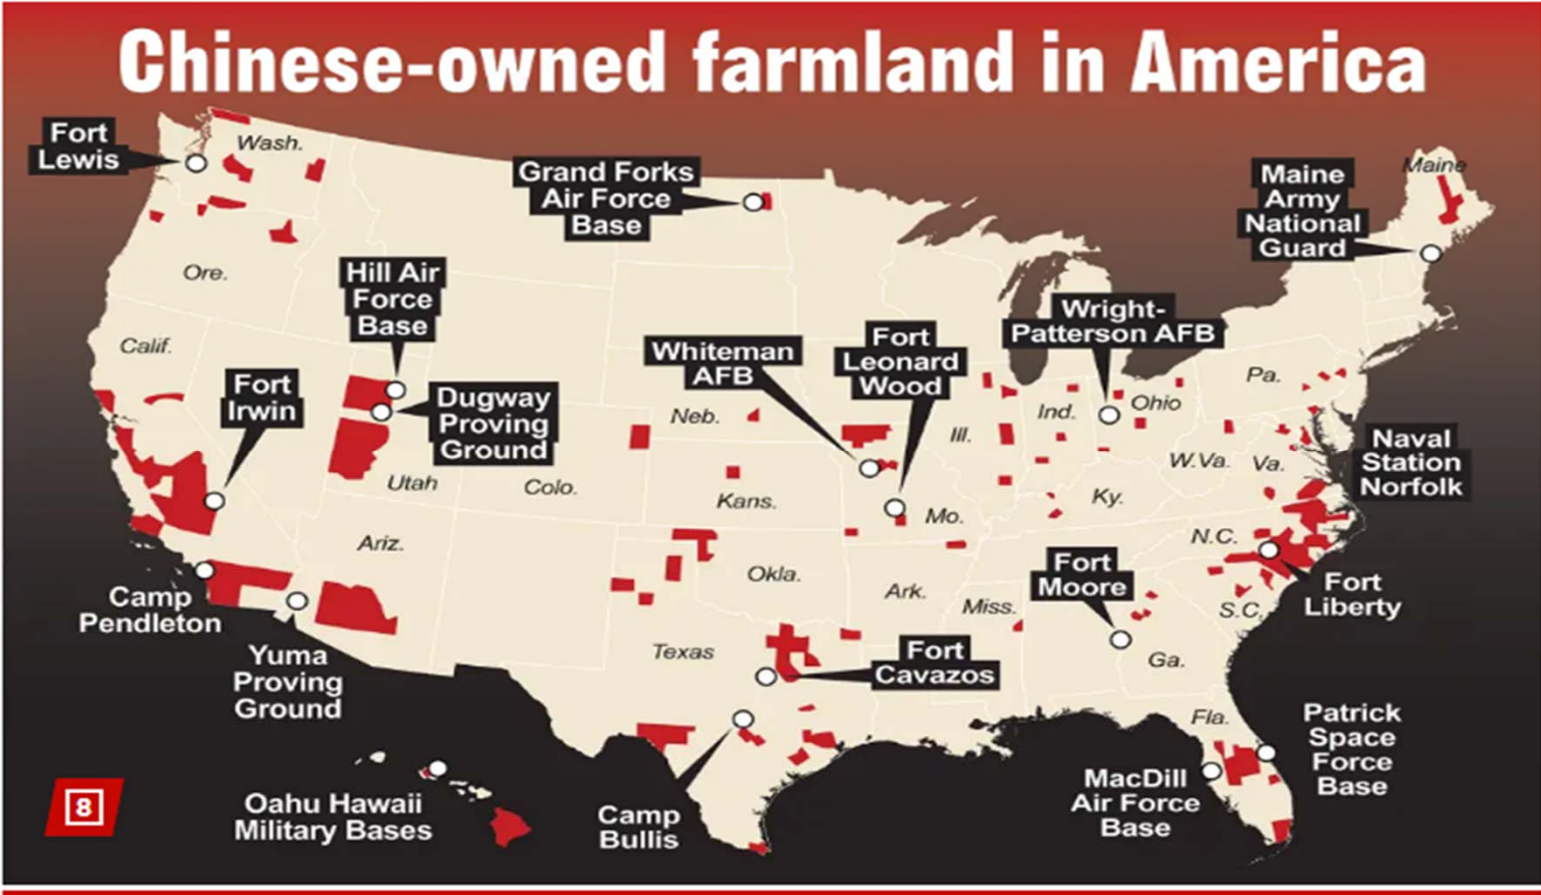 Chinese-owned farmland in America
Fort
Lewis
Wash.
Grand Forks
Air Force
Base
Maine
Army
National
Guard
Maine
Ore.
Hill Air
Force
Base
Wright-
Patterson AFB
Calif.
Fort
Irwin
Dugway
Proving
Ground
Whiteman
AFB
Fort
Leonard
Wood
Neb.
Ill.
Ind.
Ohio
Pa.
Naval
Station
Norfolk
Utah
Colo.
Kans.
Mo.
Ky.
W.Va.
Va.
Ariz.
Okla.
Ark.
Miss.
N.C.
S.C.
Fort
Moore
Fort
Liberty
Camp
Pendleton
Yuma
Proving
Ground
Texas
Fort
Cavazos
Ga.
Fla.
Patrick
Space
Force
Base
MacDill
Air Force
Base
Camp
Bullis
Oahu Hawaii
Military Bases
8